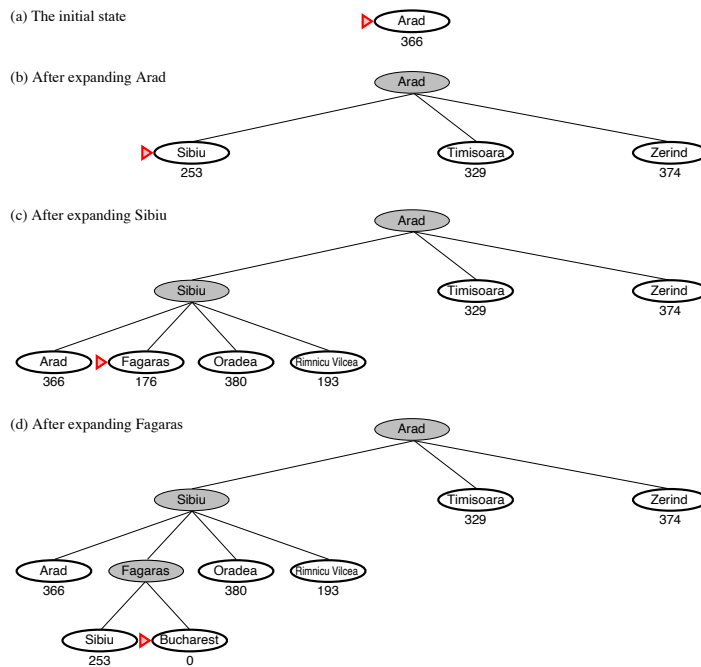 (a) The initial state
Arad
366
(b) After expanding Arad
Arad
Sibiu
Timisoara
Zerind
253
329
374
(c) After expanding Sibiu
Arad
Sibiu
Timisoara
Zerind
329
374
Arad
Fagaras
Oradea
Rimnicu Vilcea
366
176
380
193
(d) After expanding Fagaras
Arad
Sibiu
Timisoara
Zerind
329
374
Arad
Fagaras
Oradea
Rimnicu Vilcea
366
380
193
Sibiu
Bucharest
253
0